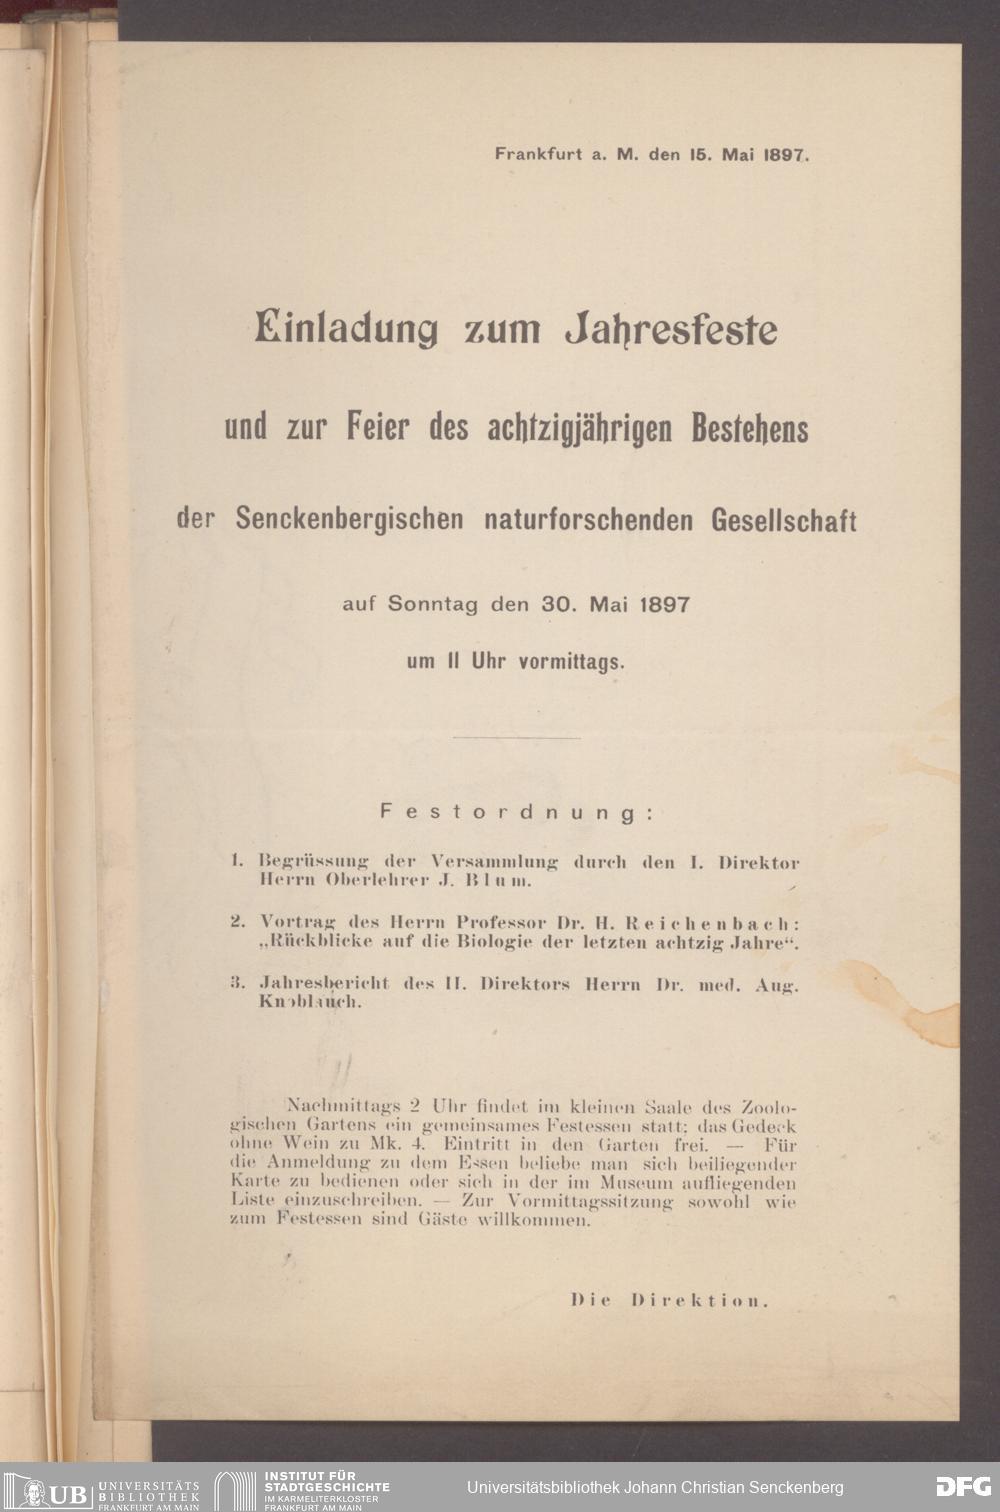 Frankfurt a. M. den 15. Mai 1897.
Einladung zum Jahresfeste
und zur Feier des achtzigjährigen Bestehens
der Senckenbergischen naturforschenden Gesellschaft
auf Sonntag den 30. Mai 1897
um 11 Uhr vormittags.
Festordnung:
1. Begrüssung der Versammlung durch den I. Direktor
Herrn Oberlehrer J. Blum.
2. Vortrag des Herrn Professor Dr. H. Reichenbach:
„Rückblicke auf die Biologie der letzten achtzig Jahre“.
3. Jahresbericht des II. Direktors Herrn Dr. med. Aug.
Knoblauch.
Nachmittags 2 Uhr findet im kleinen Saale des Zoolo-
gischen Gartens ein gemeinsames Festessen statt; das Gedeck
ohne Wein zu Mk. 4. Eintritt in den Garten frei. — Für
die Anmeldung zu dem Essen beliebe man sich beiliegender
Karte zu bedienen oder sich in der im Museum aufliegenden
Liste einzuschreiben. — Zur Vormittagssitzung sowohl wie
zum Festessen sind Gäste willkommen.
Die Direktion.
UB UNIVERSITÄTS
BIBLIOTHEK
FRANKFURT AM MAIN
INSTITUT FÜR
STADTGESCHICHTE
IM KARMELITERKLOSTER
FRANKFURT AM MAIN
Universitätsbibliothek Johann Christian Senckenberg
DFG